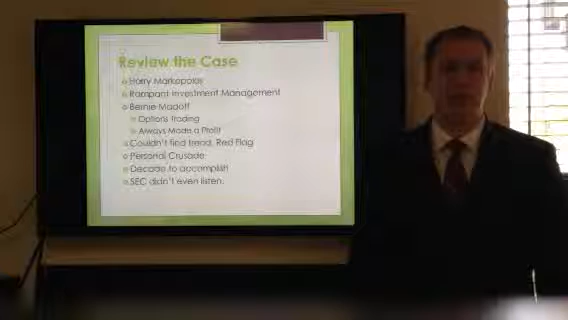 Review the Case
Harry Markopolos
Rampart Investment Management
Bernie Madoff
Options Trading
Always Made a Profit
Couldn't find trend, Red Flag
Personal Crusade
Decade to accomplish
SEC didn't even listen.